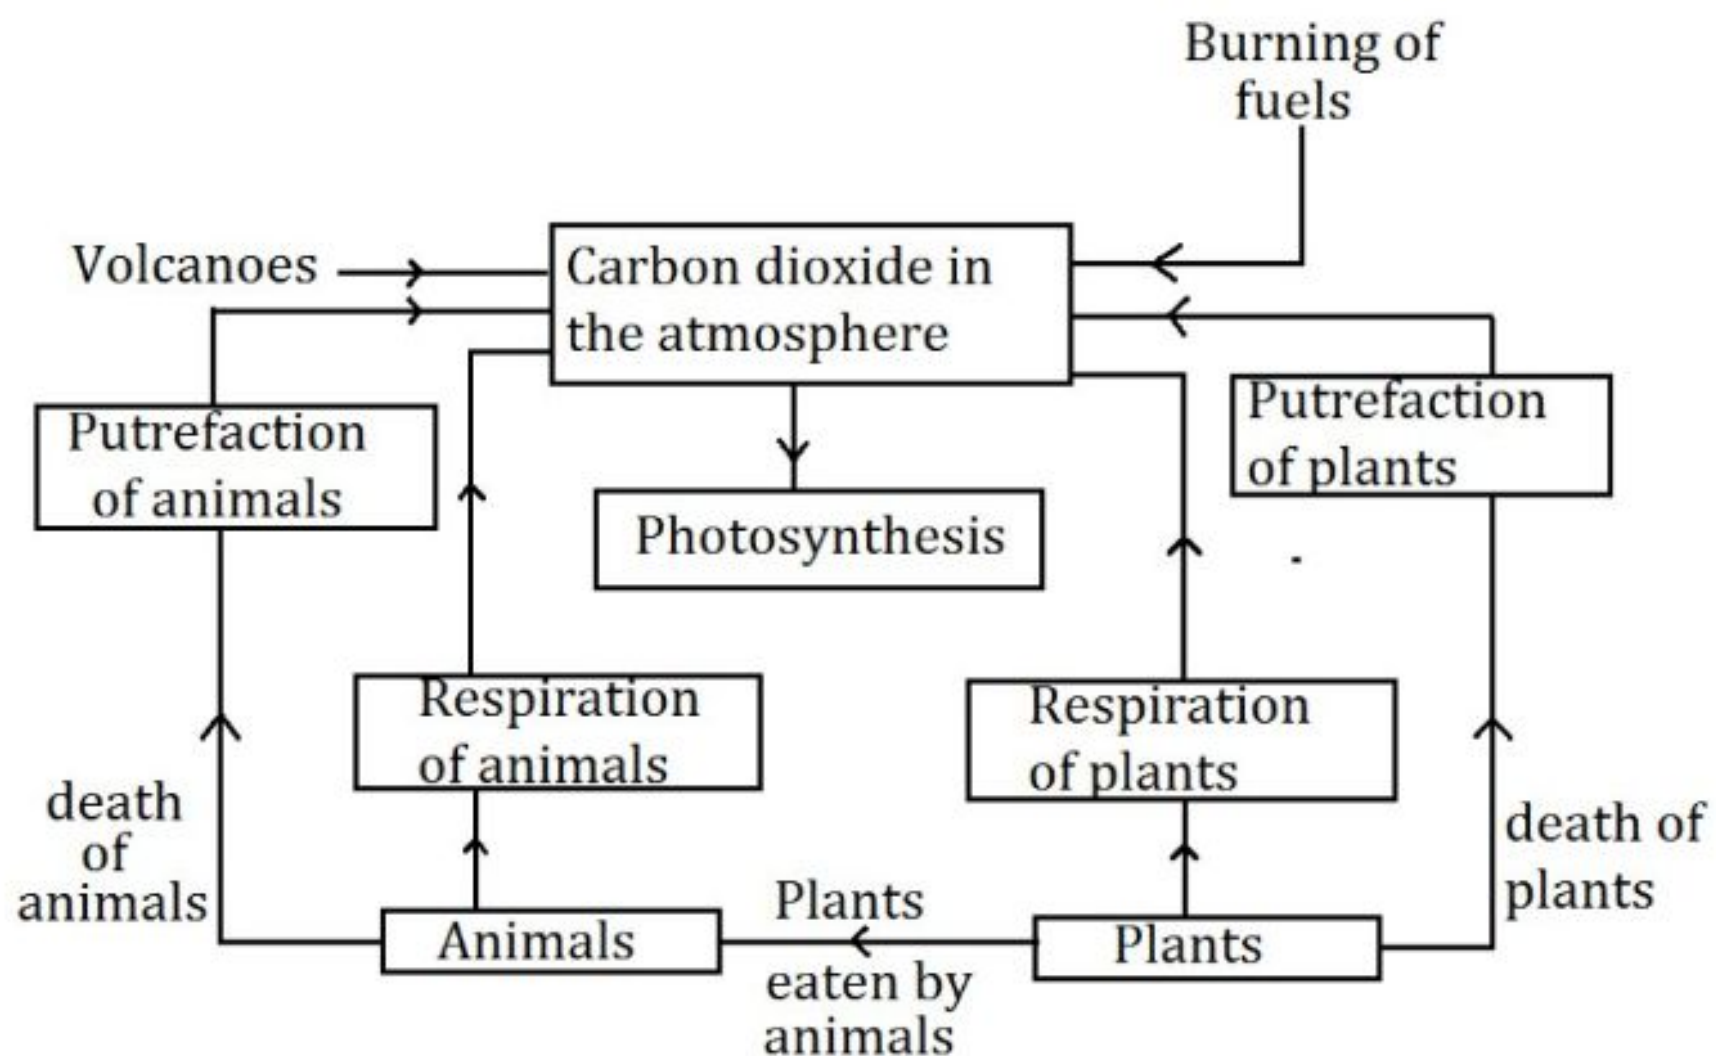 Burning of
fuels
Volcanoes
Carbon dioxide in
the atmosphere
Putrefaction
of animals
Putrefaction
of plants
Photosynthesis
Respiration
of animals
Respiration
of plants
death
of
animals
death of
plants
Animals
Plants
eaten by
animals
Plants